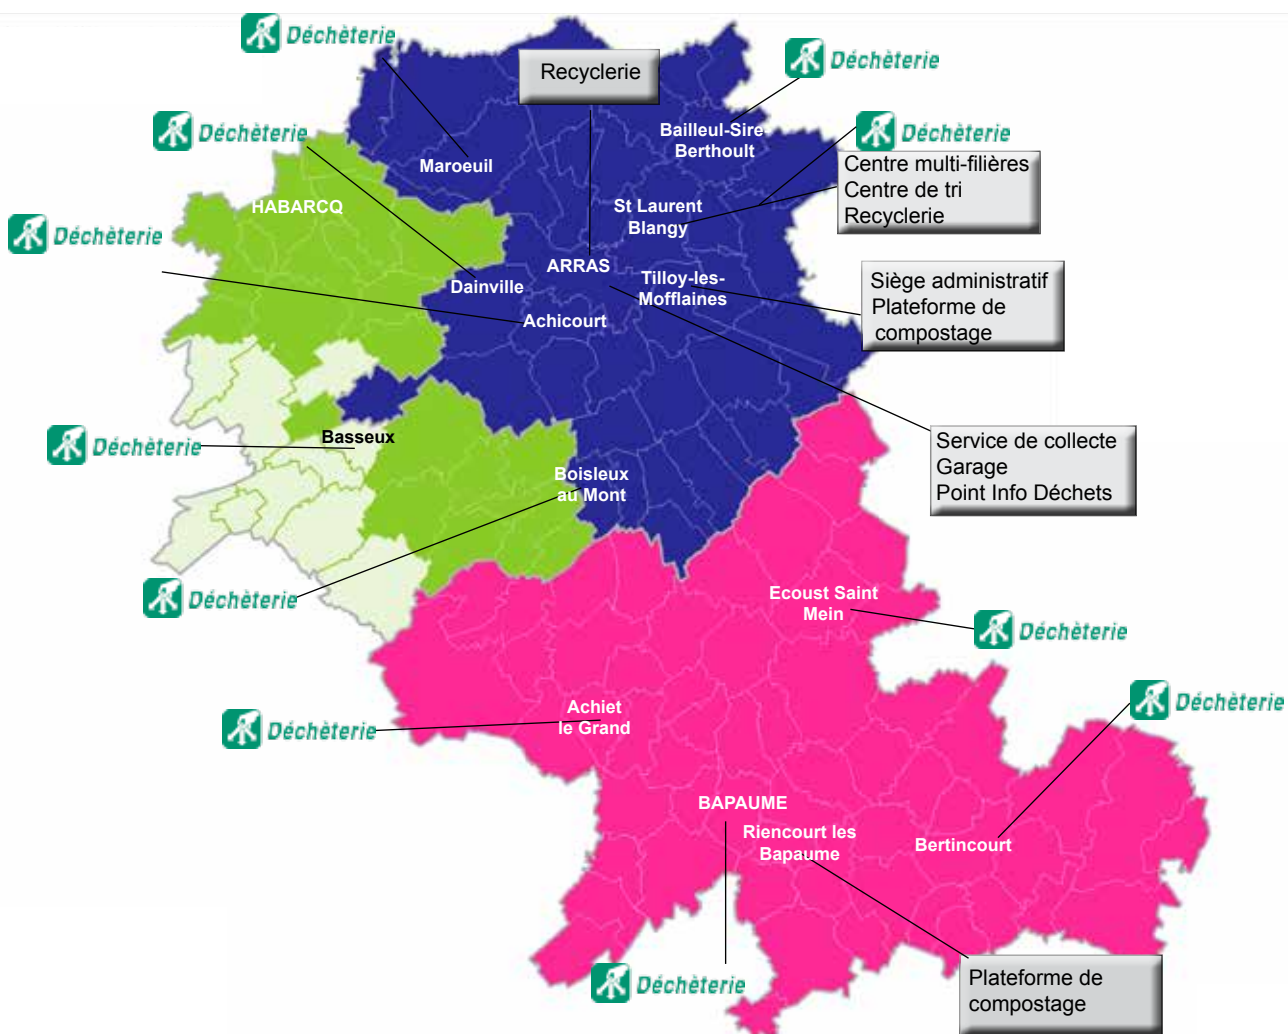 Déchèterie
Recyclerie
Déchèterie
Bailleul-Sire-
Berthoult
Déchèterie
Déchèterie
Maroeuil
Centre multi-filières
Centre de tri
Recyclerie
HABARCQ
St Laurent
Blangy
Déchèterie
ARRAS
Tilloy-les-
Mofflaines
Siège administratif
Plateforme de
compostage
Dainville
Achicourt
Basseux
Déchèterie
Service de collecte
Garage
Point Info Déchets
Boisleux
au Mont
Déchèterie
Ecoust Saint
Mein
Déchèterie
Déchèterie
Achiet
le Grand
Déchèterie
BAPAUME
Riencourt les
Bapaume
Bertincourt
Déchèterie
Plateforme de
compostage